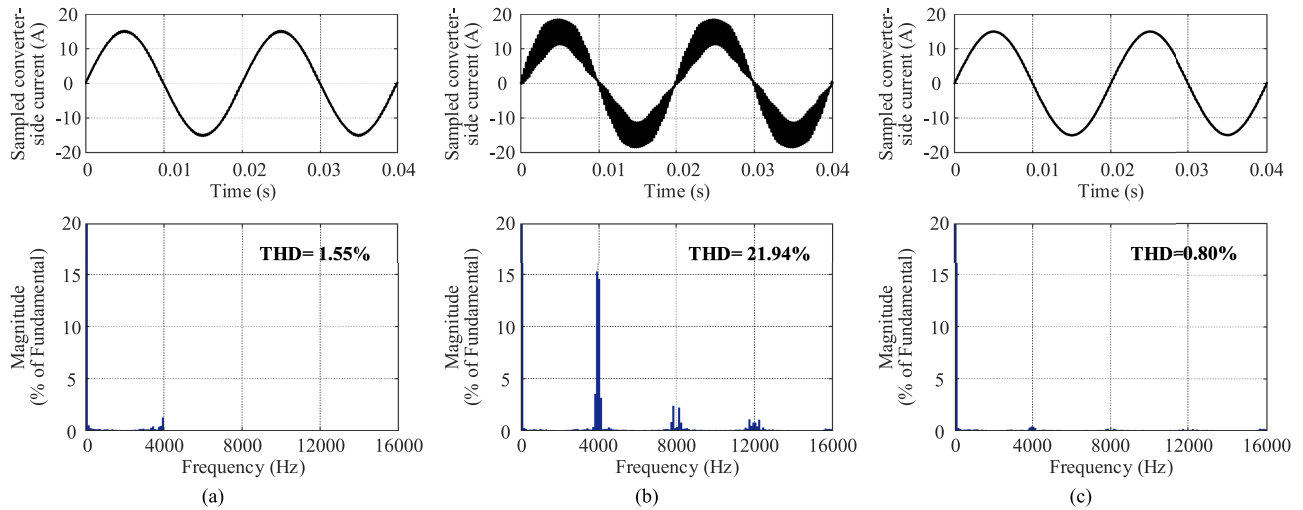 Sampled converter-
side current (A)
20
10
0
-10
-20
0
0.01
0.02
0.03
0.04
Time (s)
Sampled converter-
side current (A)
20
10
0
-10
-20
0
0.01
0.02
0.03
0.04
Time (s)
Sampled converter-
side current (A)
20
10
0
-10
-20
0
0.01
0.02
0.03
0.04
Time (s)
Magnitude
(% of Fundamental)
20
15
10
5
0
THD= 1.55%
0
4000
8000
12000
16000
Frequency (Hz)
(a)
Magnitude
(% of Fundamental)
20
15
10
5
0
THD= 21.94%
0
4000
8000
12000
16000
Frequency (Hz)
(b)
Magnitude
(% of Fundamental)
20
15
10
5
0
THD=0.80%
0
4000
8000
12000
16000
Frequency (Hz)
(c)